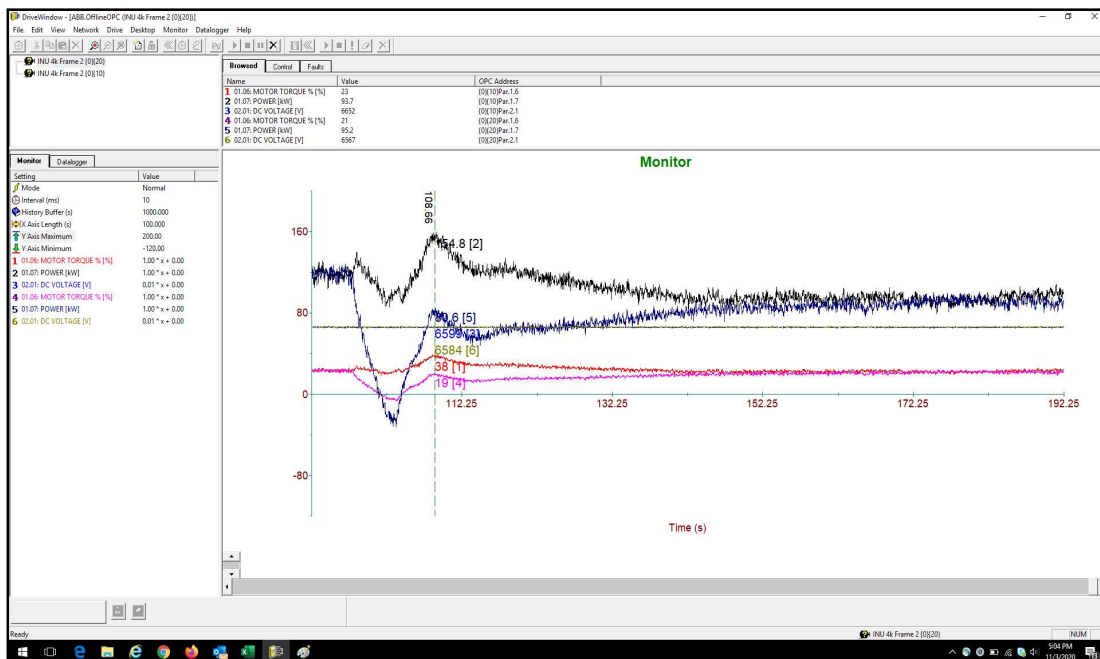 DriveWindow - [ABB.OfflineOPC (INU 4k Frame 2 {0}{20})]
File Edit View Network Drive Desktop Monitor Datalogger Help
INU 4k Frame 2 {0}{20}
INU 4k Frame 2 {0}{10}
Browsed Control Faults
Name Value OPC Address
1 01.06: MOTOR TORQUE % [%] 23 {0}{10}Par.1.6
2 01.07: POWER [kW] 93.7 {0}{10}Par.1.7
3 02.01: DC VOLTAGE [V] 6652 {0}{10}Par.2.1
4 01.06: MOTOR TORQUE % [%] 21 {0}{20}Par.1.6
5 01.07: POWER [kW] 95.2 {0}{20}Par.1.7
6 02.01: DC VOLTAGE [V] 6567 {0}{20}Par.2.1
Monitor Datalogger
Setting Value
Mode Normal
Interval (ms) 10
History Buffer (s) 1000.000
X Axis Length (s) 100.000
Y Axis Maximum 200.00
Y Axis Minimum -120.00
1 01.06: MOTOR TORQUE % [%] 1.00 * x + 0.00
2 01.07: POWER [kW] 1.00 * x + 0.00
3 02.01: DC VOLTAGE [V] 0.01 * x + 0.00
4 01.06: MOTOR TORQUE % [%] 1.00 * x + 0.00
5 01.07: POWER [kW] 1.00 * x + 0.00
6 02.01: DC VOLTAGE [V] 0.01 * x + 0.00
Monitor
108.66
160
154.8 [2]
80
80.6 [5]
6599 [3]
6584 [6]
38 [1]
19 [4]
0
112.25 132.25 152.25 172.25 192.25
-80
Time (s)
Ready INU 4k Frame 2 {0}{20} NUM
5:04 PM
11/3/2020